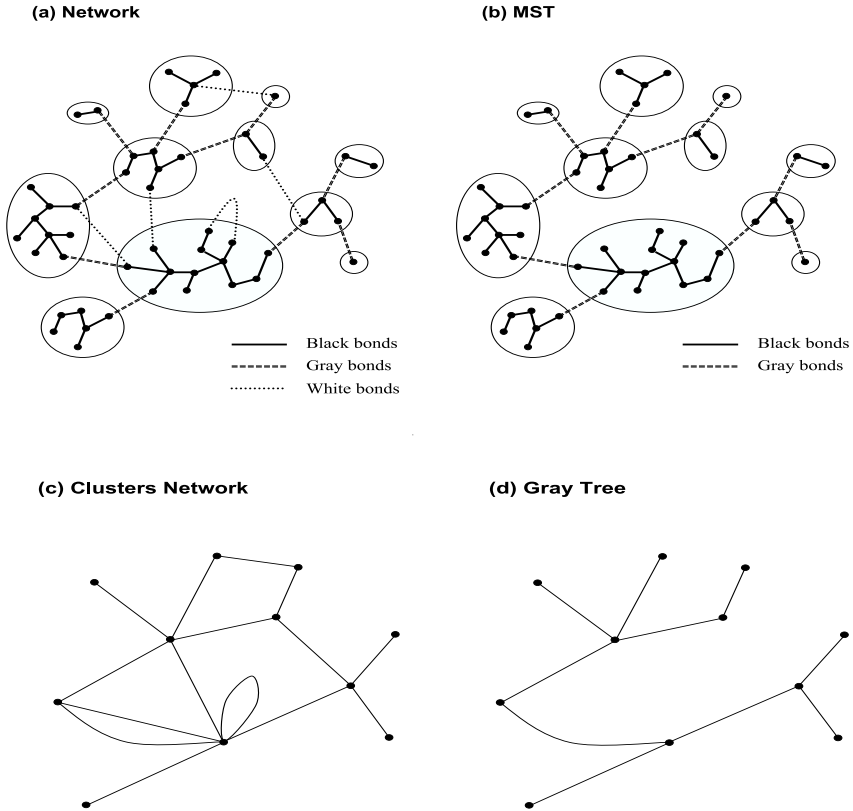 (a) Network
(b) MST
Black bonds
Gray bonds
White bonds
Black bonds
Gray bonds
(c) Clusters Network
(d) Gray Tree